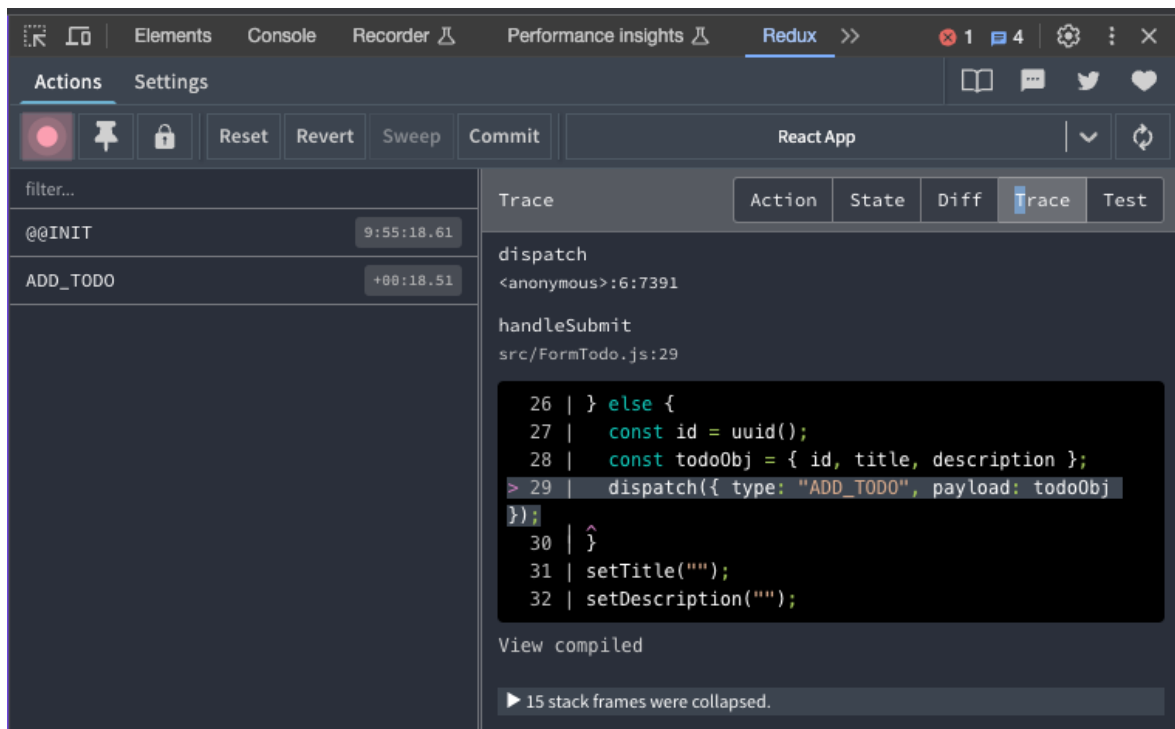 Elements Console Recorder Performance insights Redux >> 1 4
Actions Settings
Reset Revert Sweep Commit React App
filter...
@@INIT 9:55:18.61
ADD_TODO +00:18.51
Trace Action State Diff Trace Test
dispatch
<anonymous>:6:7391
handleSubmit
src/FormTodo.js:29
26 | } else {
27 |   const id = uuid();
28 |   const todoObj = { id, title, description };
> 29 |   dispatch({ type: "ADD_TODO", payload: todoObj
});
| ^
30 | }
31 | setTitle("");
32 | setDescription("");
View compiled
▶ 15 stack frames were collapsed.